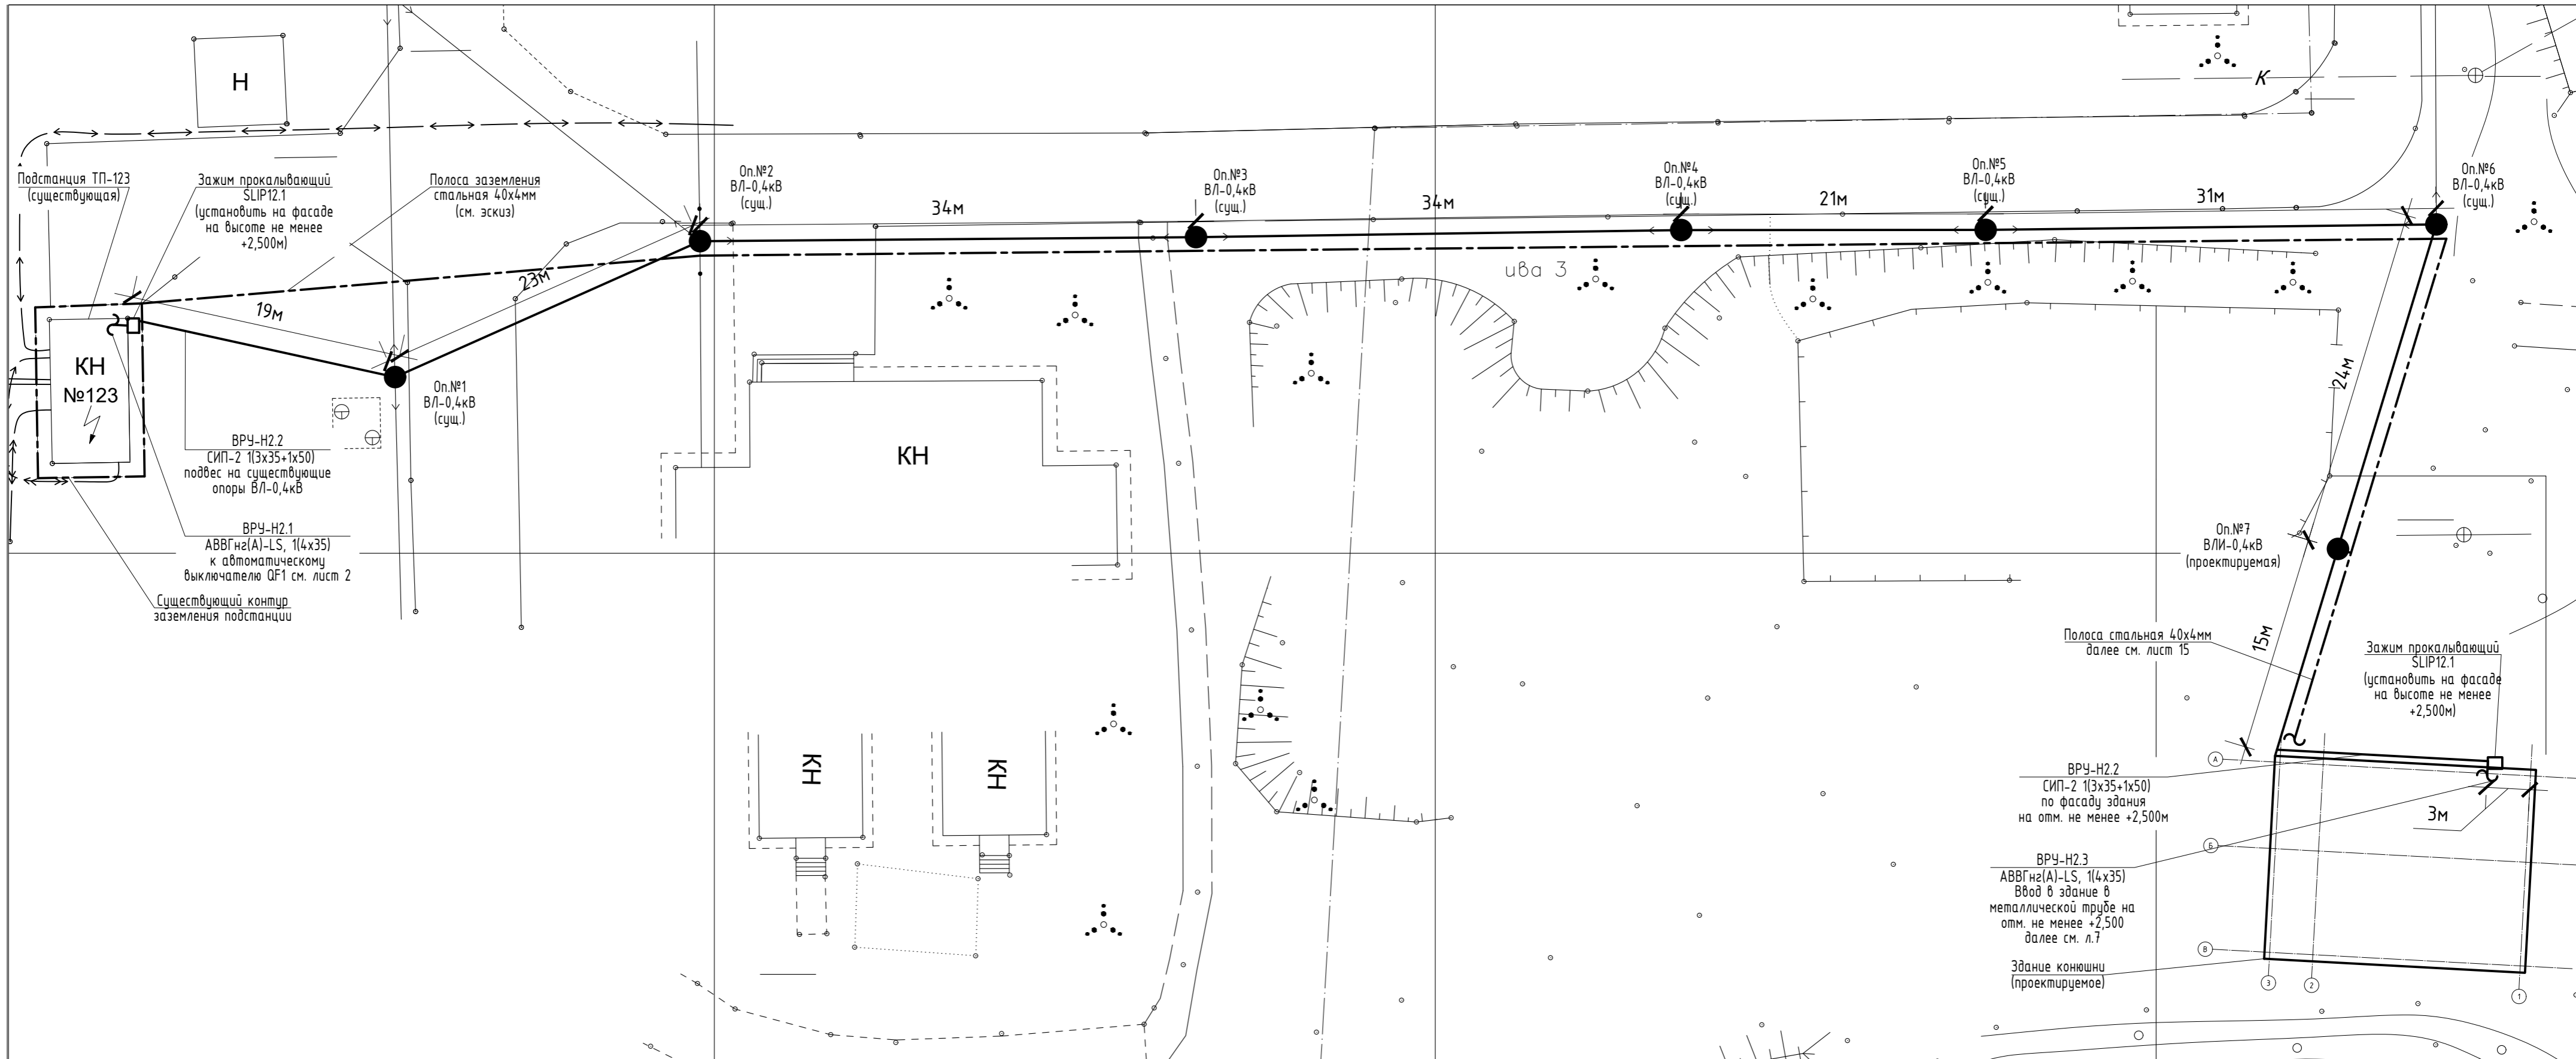 Н
К
Подстанция ТП-123
(существующая)
Зажим прокалывающий
SLIP12.1
(установить на фасаде
на высоте не менее
+2,500м)
Полоса заземления
стальная 40х4мм
(см. эскиз)
Оп.№2
ВЛ-0,4кВ
(сущ.)
34м
Оп.№3
ВЛ-0,4кВ
(сущ.)
34м
Оп.№4
ВЛ-0,4кВ
(сущ.)
21м
Оп.№5
ВЛ-0,4кВ
(сущ.)
31м
Оп.№6
ВЛ-0,4кВ
(сущ.)
19м
23м
ива 3
КН
№123
Оп.№1
ВЛ-0,4кВ
(сущ.)
24м
ВРУ-Н2.2
СИП-2 1(3х35+1х50)
подвес на существующие
опоры ВЛ-0,4кВ
КН
ВРУ-Н2.1
АВВГнг(А)-LS, 1(4х35)
к автоматическому
выключателю QF1 см. лист 2
Существующий контур
заземления подстанции
Оп.№7
ВЛИ-0,4кВ
(проектируемая)
Полоса стальная 40х4мм
далее см. лист 15
15м
Зажим прокалывающий
SLIP12.1
(установить на фасаде
на высоте не менее
+2,500м)
КН
КН
А
ВРУ-Н2.2
СИП-2 1(3х35+1х50)
по фасаду здания
на отм. не менее +2,500м
3м
Б
ВРУ-Н2.3
АВВГнг(А)-LS, 1(4х35)
Ввод в здание в
металлической трубе на
отм. не менее +2,500
далее см. л.7
В
Здание конюшни
(проектируемое)
3
2
1